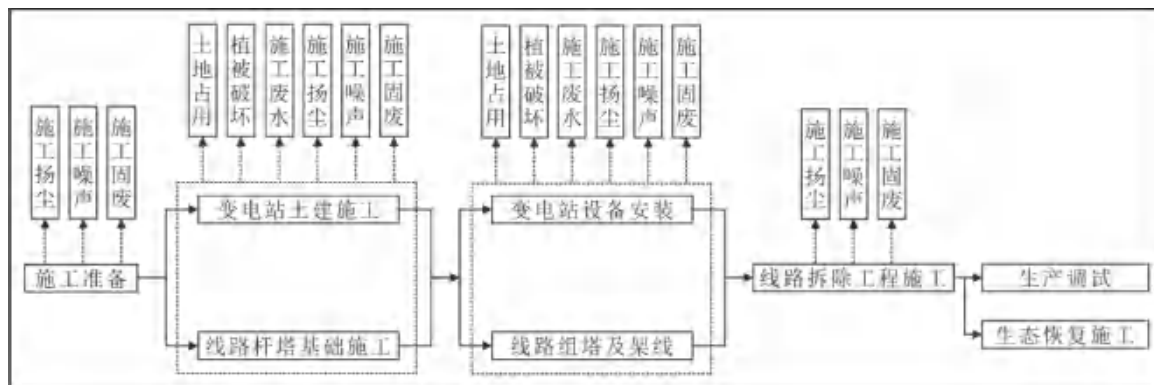 土地占用
植被破坏
施工废水
施工扬尘
施工噪声
施工固废
土地占用
植被破坏
施工废水
施工扬尘
施工噪声
施工固废
施工扬尘
施工噪声
施工固废
施工扬尘
施工噪声
施工固废
变电站土建施工
变电站设备安装
施工准备
线路拆除工程施工
生产调试
线路杆塔基础施工
线路组塔及架线
生态恢复施工